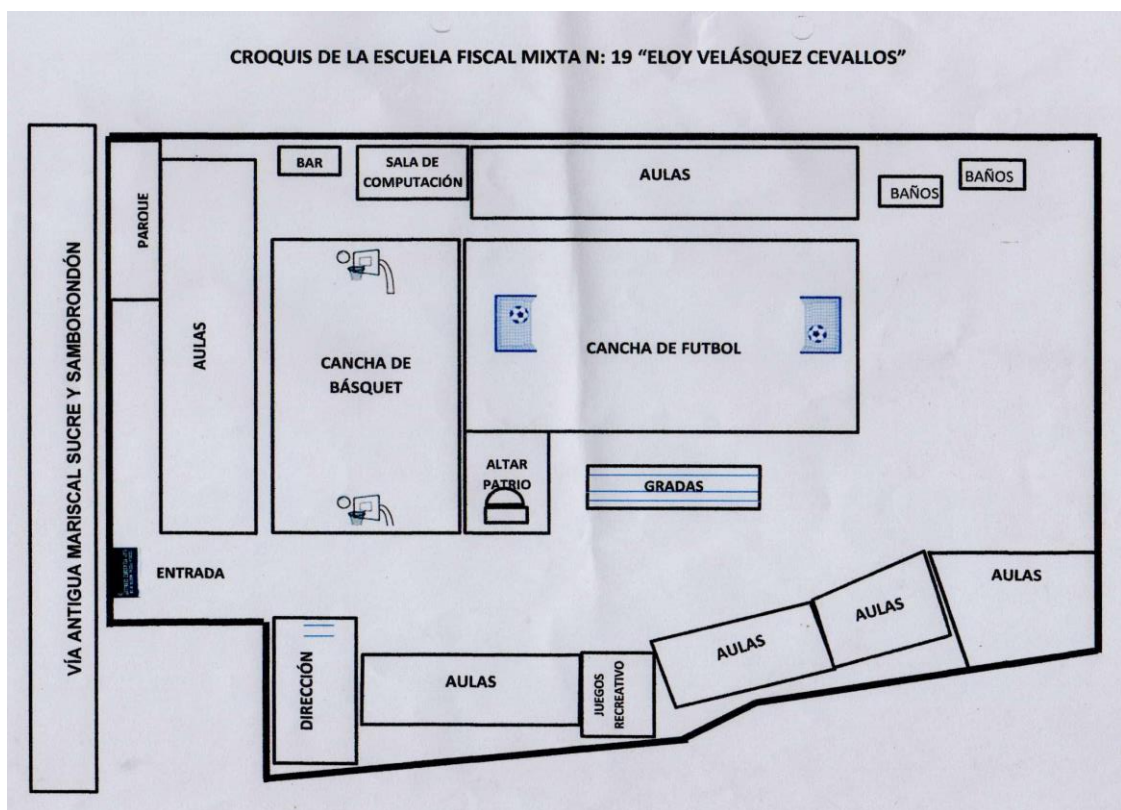 CROQUIS DE LA ESCUELA FISCAL MIXTA N: 19 “ELOY VELÁSQUEZ CEVALLOS”
VÍA ANTIGUA MARISCAL SUCRE Y SAMBORONDÓN
PARQUE
AULAS
BAR
SALA DE
COMPUTACIÓN
AULAS
BAÑOS
BAÑOS
CANCHA DE
BÁSQUET
CANCHA DE FUTBOL
ALTAR
PATRIO
GRADAS
ENTRADA
DIRECCIÓN
AULAS
JUEGOS
RECREATIVO
AULAS
AULAS
AULAS